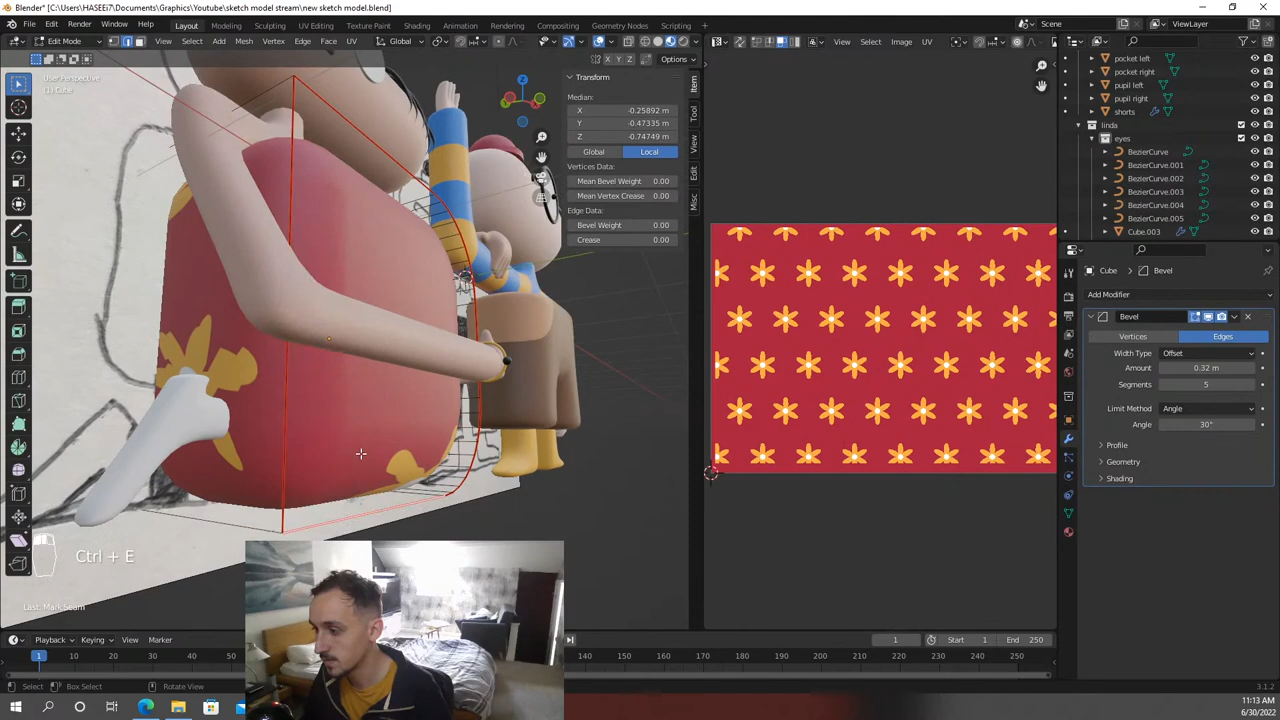 Blender* [C:\Users\HASEEi7\Documents\Graphics\Youtube\sketch model stream\new sketch model.blend]
File Edit Render Window Help Layout Modeling Sculpting UV Editing Texture Paint Shading Animation Rendering Compositing Geometry Nodes Scripting Scene ViewLayer
Edit Mode View Select Add Mesh Vertex Edge Face UV Global View Select Image UV
X Y Z Options
User Perspective
(1) Cube
Transform
Median:
X -0.25892 m
Y -0.47335 m
Z -0.74749 m
Global Local
Vertices Data:
Mean Bevel Weight 0.00
Mean Vertex Crease 0.00
Edge Data:
Bevel Weight 0.00
Crease 0.00
Item
Tool
View
Edit
Misc
Z
pocket left
pocket right
pupil left
pupil right
shorts
linda
eyes
BezierCurve
BezierCurve.001
BezierCurve.002
BezierCurve.003
BezierCurve.004
BezierCurve.005
Cube.003
Cube > Bevel
Add Modifier
Bevel
Vertices Edges
Width Type Offset
Amount 0.32 m
Segments 5
Limit Method Angle
Angle 30°
Profile
Geometry
Shading
Ctrl + E
Last: Mark Seam
Playback Keying View Marker 1 Start 1 End 250
1 10 20 30 40 140 150 160 170 180 190 200 210 220 230 240 250
Select Box Select Rotate View 3.1.2
11:13 AM
6/30/2022